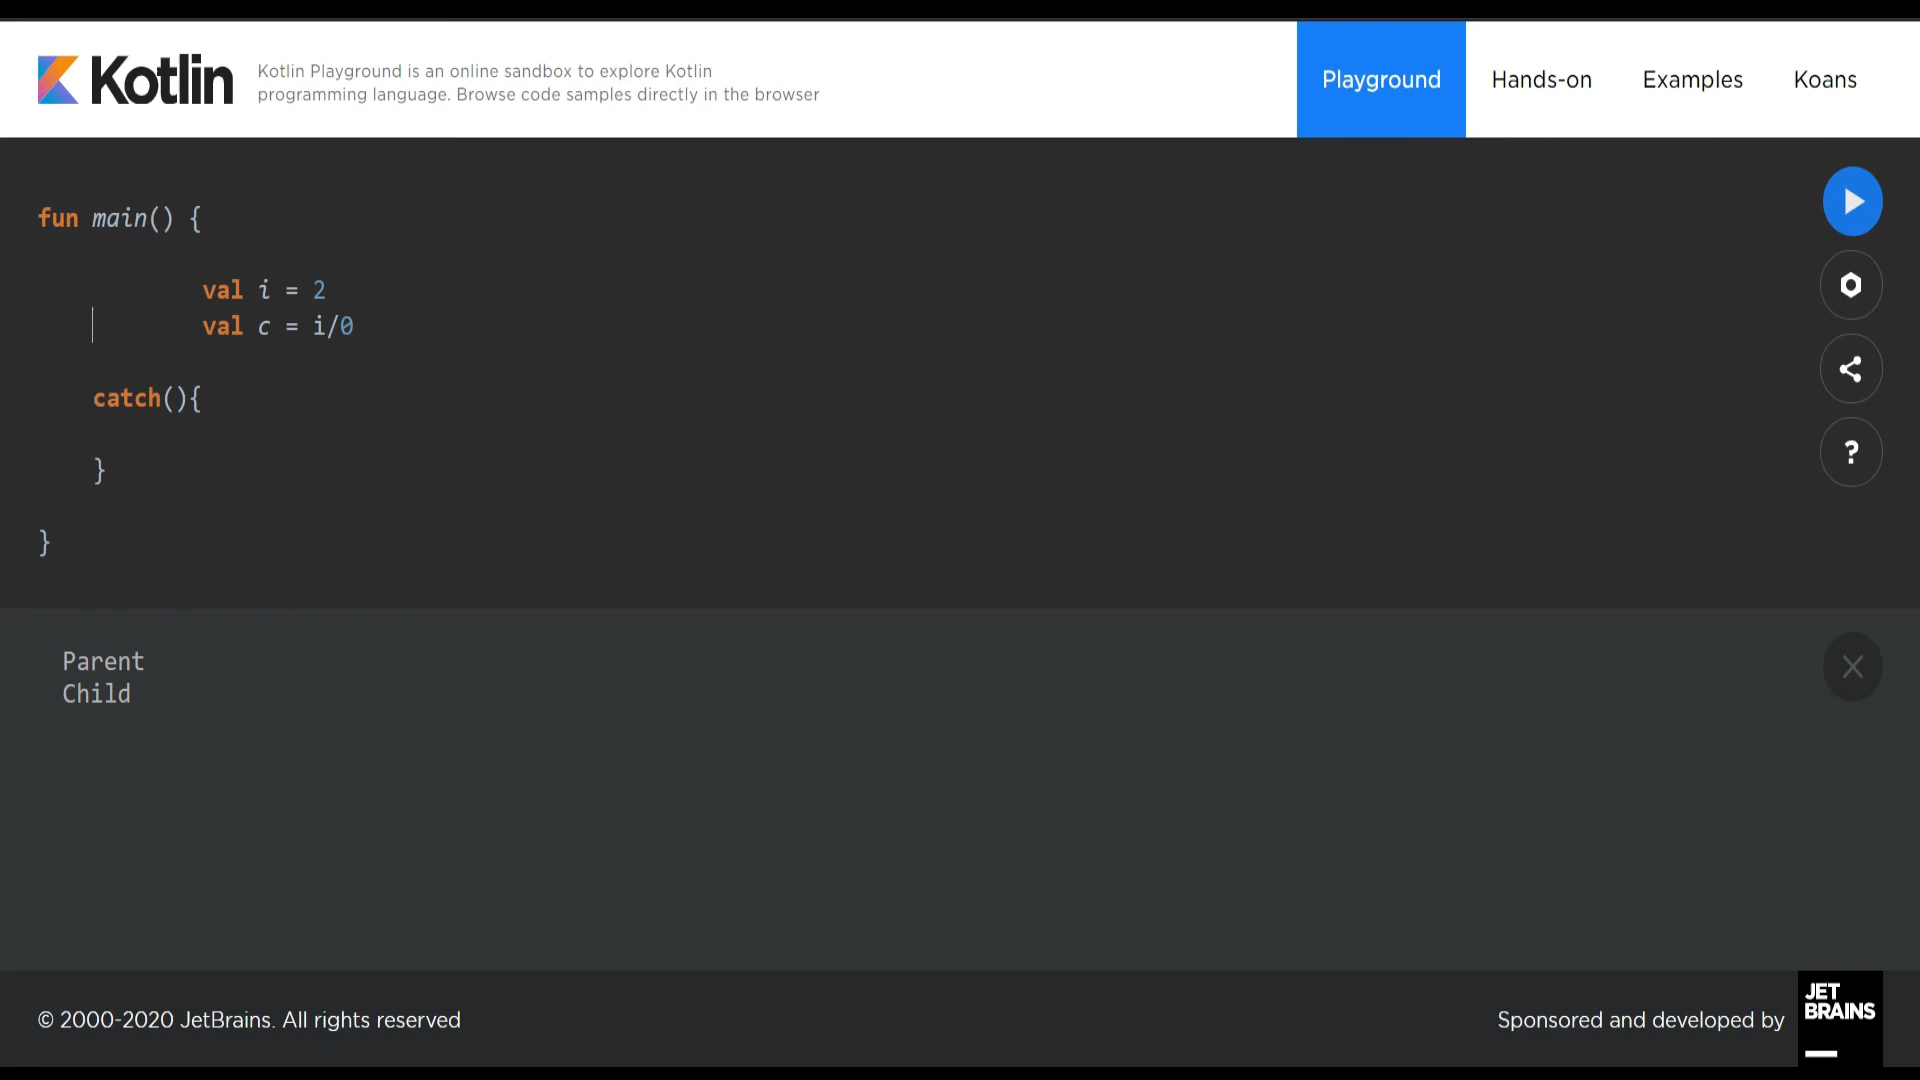 Kotlin
Kotlin Playground is an online sandbox to explore Kotlin
programming language. Browse code samples directly in the browser
Playground
Hands-on
Examples
Koans
fun main() {
val i = 2
val c = i/0
catch(){
}
}
?
Parent
Child
© 2000-2020 JetBrains. All rights reserved
Sponsored and developed by
JET
BRAINS